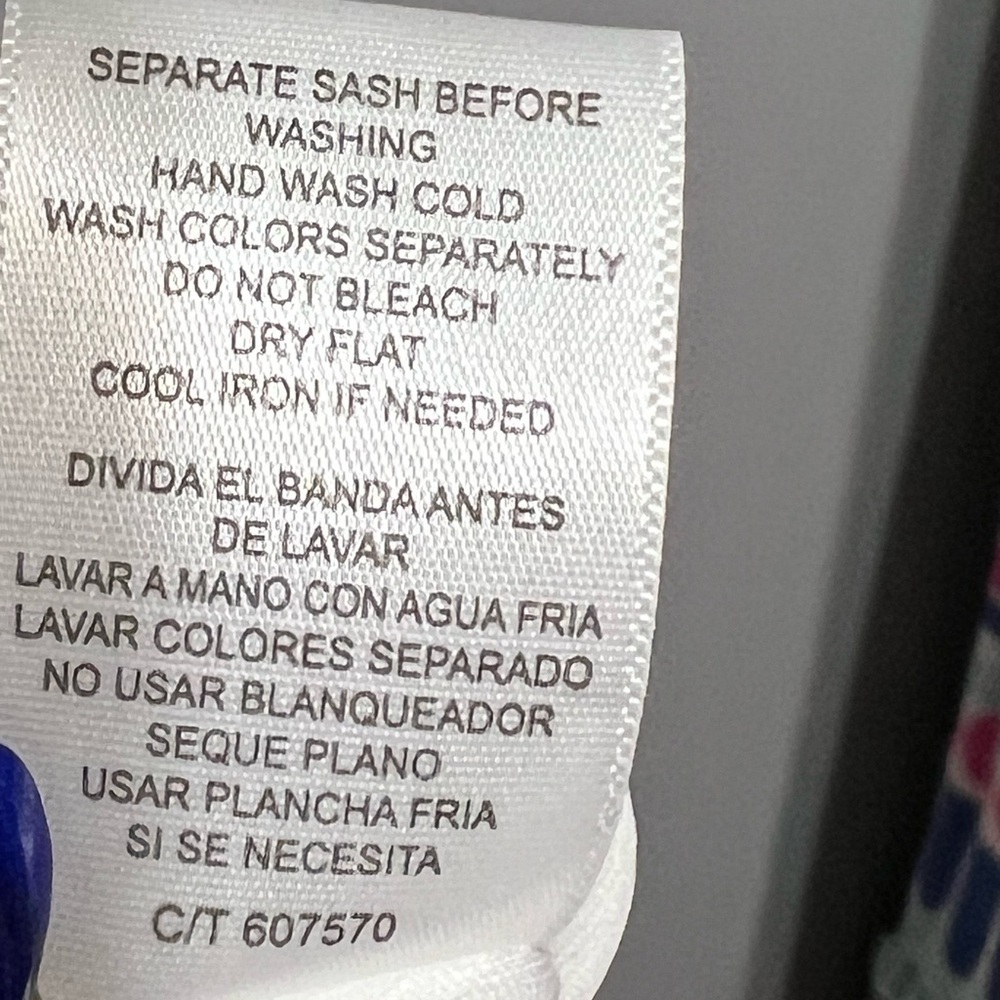 SEPARATE SASH BEFORE
WASHING
HAND WASH COLD
WASH COLORS SEPARATELY
DO NOT BLEACH
DRY FLAT
COOL IRON IF NEEDED
DIVIDA EL BANDA ANTES
DE LAVAR
LAVAR A MANO CON AGUA FRIA
LAVAR COLORES SEPARADO
NO USAR BLANQUEADOR
SEQUE PLANO
USAR PLANCHA FRIA
SI SE NECESITA
C/T 607570